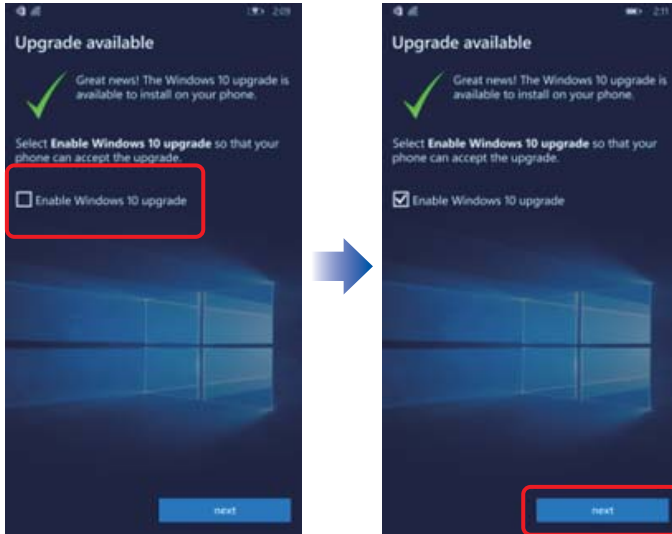 2:09
Upgrade available
Great news! The Windows 10 upgrade is
available to install on your phone.
Select Enable Windows 10 upgrade so that your
phone can accept the upgrade.
Enable Windows 10 upgrade
next
2:11
Upgrade available
Great news! The Windows 10 upgrade is
available to install on your phone.
Select Enable Windows 10 upgrade so that your
phone can accept the upgrade.
Enable Windows 10 upgrade
next